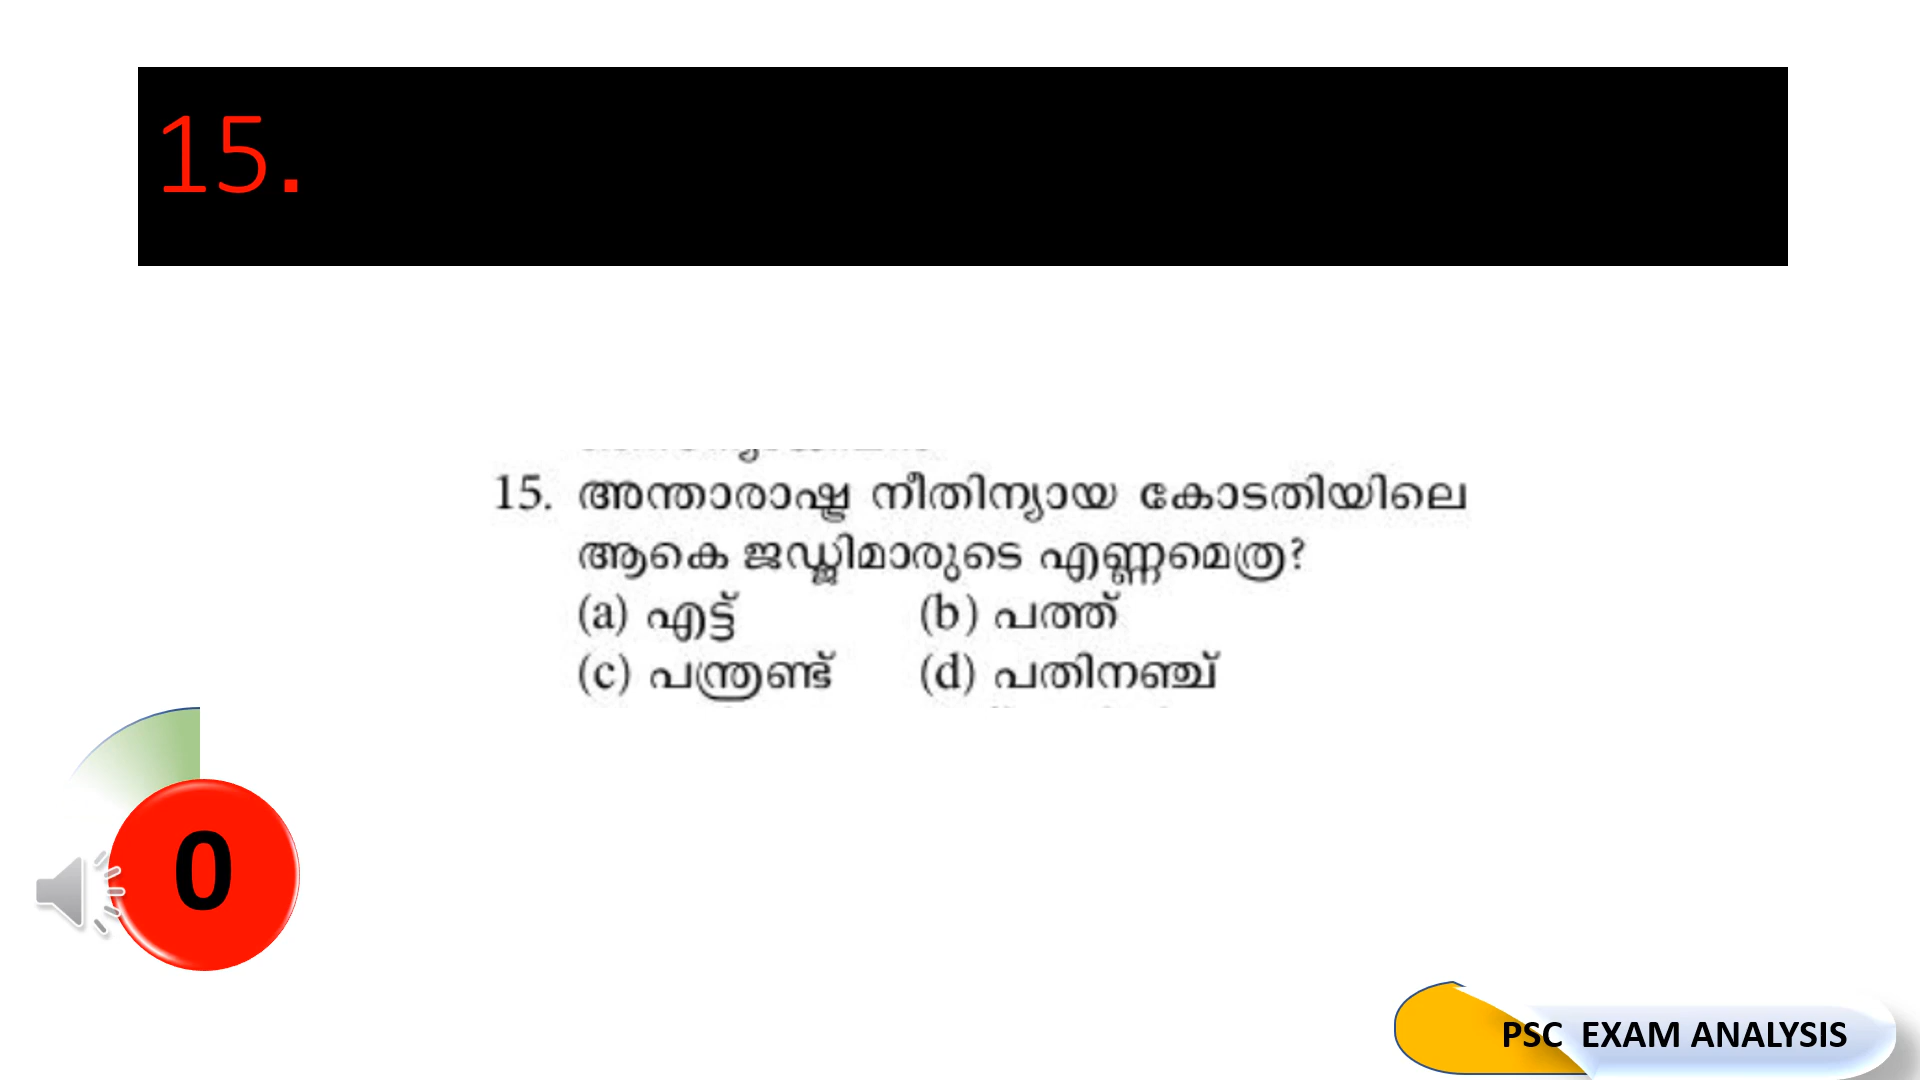 15.
15. അന്താരാഷ്ട്ര നീതിന്യായ കോടതിയിലെ
ആകെ ജഡ്ജിമാരുടെ എണ്ണമെത്ര?
(a) എട്ട് (b) പത്ത്
(c) പന്ത്രണ്ട് (d) പതിനഞ്ച്
0
PSC EXAM ANALYSIS